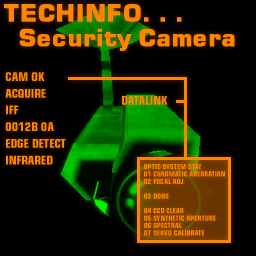 TECHINFO...
Security Camera
CAM OK
ACQUIRE
DATALINK
IFF
0012B 0A
EDGE DETECT
INFRARED
OPTIC SYSTEM STAT
01 CHROMATIC ABERRATION
02 FOCAL ADJ
03 DONE
04 CCD CLEAR
05 SYNTHETIC APERTURE
06 SPECTRAL
07 SERVO CALIBRATE